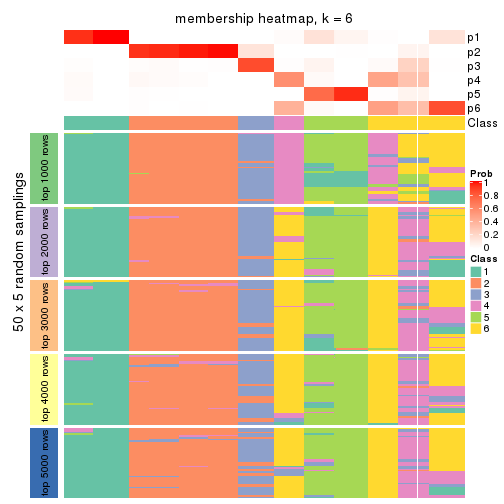 membership heatmap, k = 6
p1
p2
p3
p4
p5
p6
Class
50 x 5 random samplings
top 1000 rows
top 2000 rows
top 3000 rows
top 4000 rows
top 5000 rows
Prob
1
0.8
0.6
0.4
0.2
0
Class
1
2
3
4
5
6